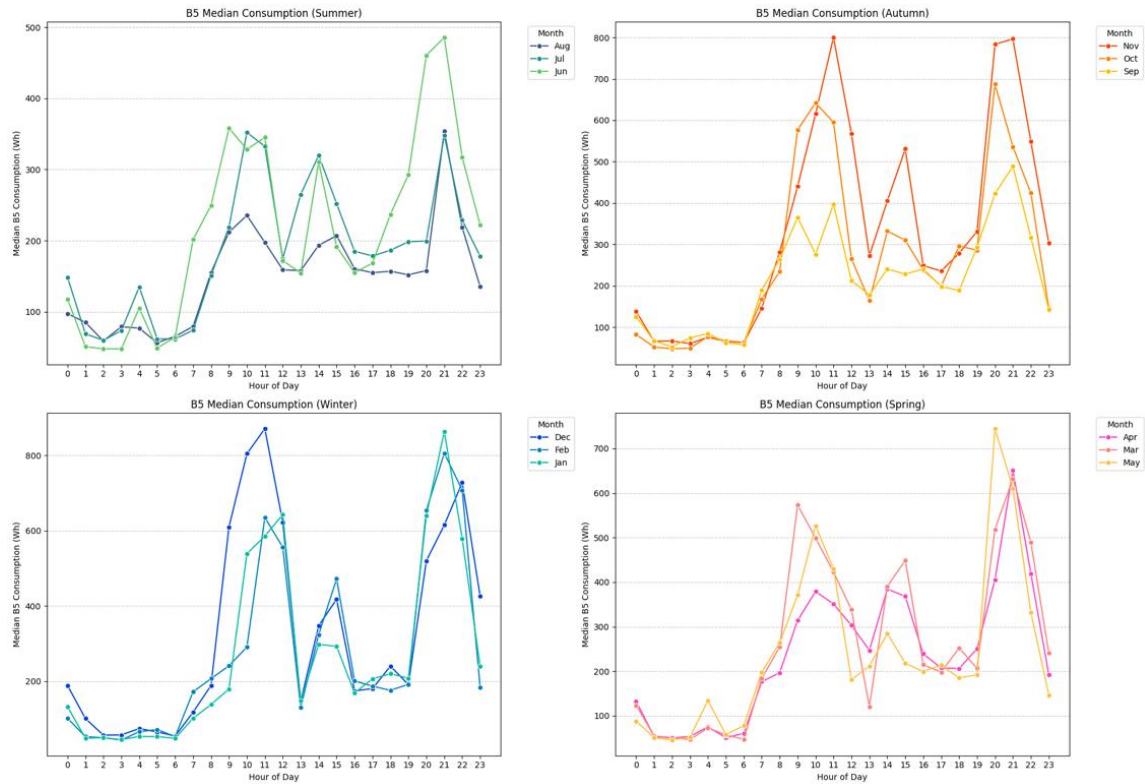 B5 Median Consumption (Summer)
500
400
300
200
100
Median B5 Consumption (Wh)
0 1 2 3 4 5 6 7 8 9 10 11 12 13 14 15 16 17 18 19 20 21 22 23
Hour of Day
Month
Aug
Jul
Jun
B5 Median Consumption (Autumn)
800
700
600
500
400
300
200
100
Median B5 Consumption (Wh)
0 1 2 3 4 5 6 7 8 9 10 11 12 13 14 15 16 17 18 19 20 21 22 23
Hour of Day
Month
Nov
Oct
Sep
B5 Median Consumption (Winter)
800
600
400
200
Median B5 Consumption (Wh)
0 1 2 3 4 5 6 7 8 9 10 11 12 13 14 15 16 17 18 19 20 21 22 23
Hour of Day
Month
Dec
Feb
Jan
B5 Median Consumption (Spring)
700
600
500
400
300
200
100
Median B5 Consumption (Wh)
0 1 2 3 4 5 6 7 8 9 10 11 12 13 14 15 16 17 18 19 20 21 22 23
Hour of Day
Month
Apr
Mar
May